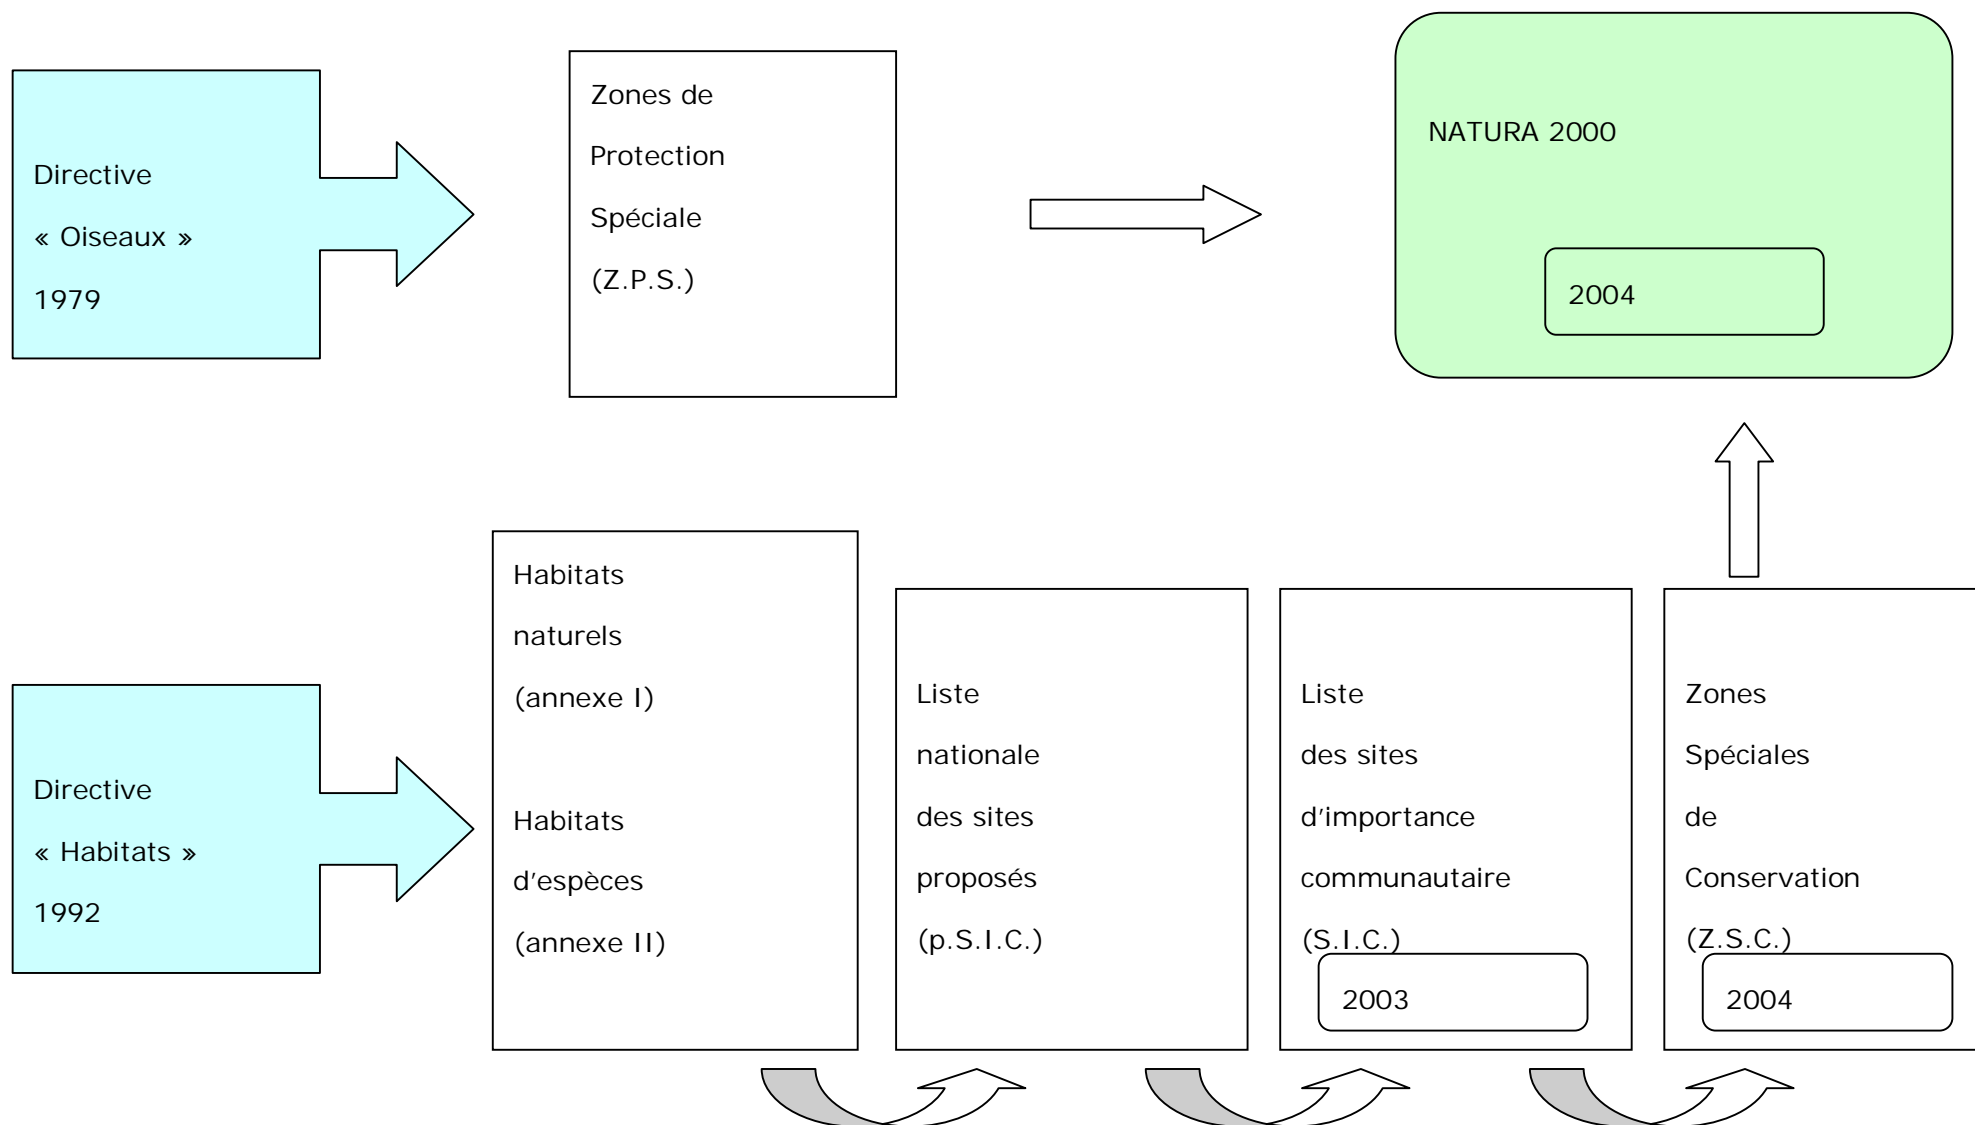 Directive
« Oiseaux »
1979
Zones de
Protection
Spéciale
(Z.P.S.)
NATURA 2000
2004
Directive
« Habitats »
1992
Habitats
naturels
(annexe I)
Habitats
d'espèces
(annexe II)
Liste
nationale
des sites
proposés
(p.S.I.C.)
Liste
des sites
d'importance
communautaire
(S.I.C.)
2003
Zones
Spéciales
de
Conservation
(Z.S.C.)
2004